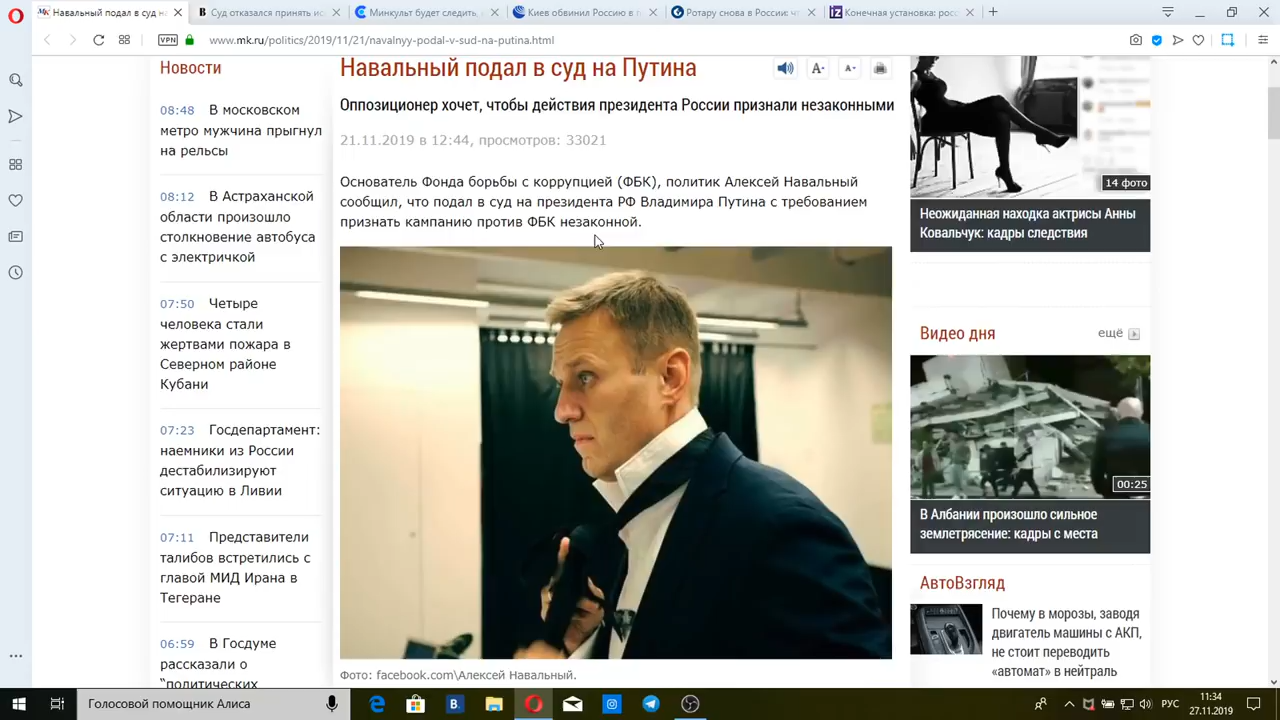 Навальный подал в суд на
Суд отказался принять ис
Минкульт будет следить,
Киев обвинил Россию в г
Ротару снова в России: чт
Конечная установка: росс
VPN
www.mk.ru/politics/2019/11/21/navalnyy-podal-v-sud-na-putina.html
Новости
08:48 В московском
метро мужчина прыгнул
на рельсы
08:12 В Астраханской
области произошло
столкновение автобуса
с электричкой
07:50 Четыре
человека стали
жертвами пожара в
Северном районе
Кубани
07:23 Госдепартамент:
наемники из России
дестабилизируют
ситуацию в Ливии
07:11 Представители
талибов встретились с
главой МИД Ирана в
Тегеране
06:59 В Госдуме
рассказали о
“политических
Навальный подал в суд на Путина
A+
A-
Оппозиционер хочет, чтобы действия президента России признали незаконными
21.11.2019 в 12:44, просмотров: 33021
Основатель Фонда борьбы с коррупцией (ФБК), политик Алексей Навальный
сообщил, что подал в суд на президента РФ Владимира Путина с требованием
признать кампанию против ФБК незаконной.
Фото: facebook.com\Алексей Навальный.
14 фото
Неожиданная находка актрисы Анны
Ковальчук: кадры следствия
Видео дня
ещё
00:25
В Албании произошло сильное
землетрясение: кадры с места
АвтоВзгляд
Почему в морозы, заводя
двигатель машины с АКП,
не стоит переводить
«автомат» в нейтраль
Голосовой помощник Алиса
РУС
11:34
27.11.2019